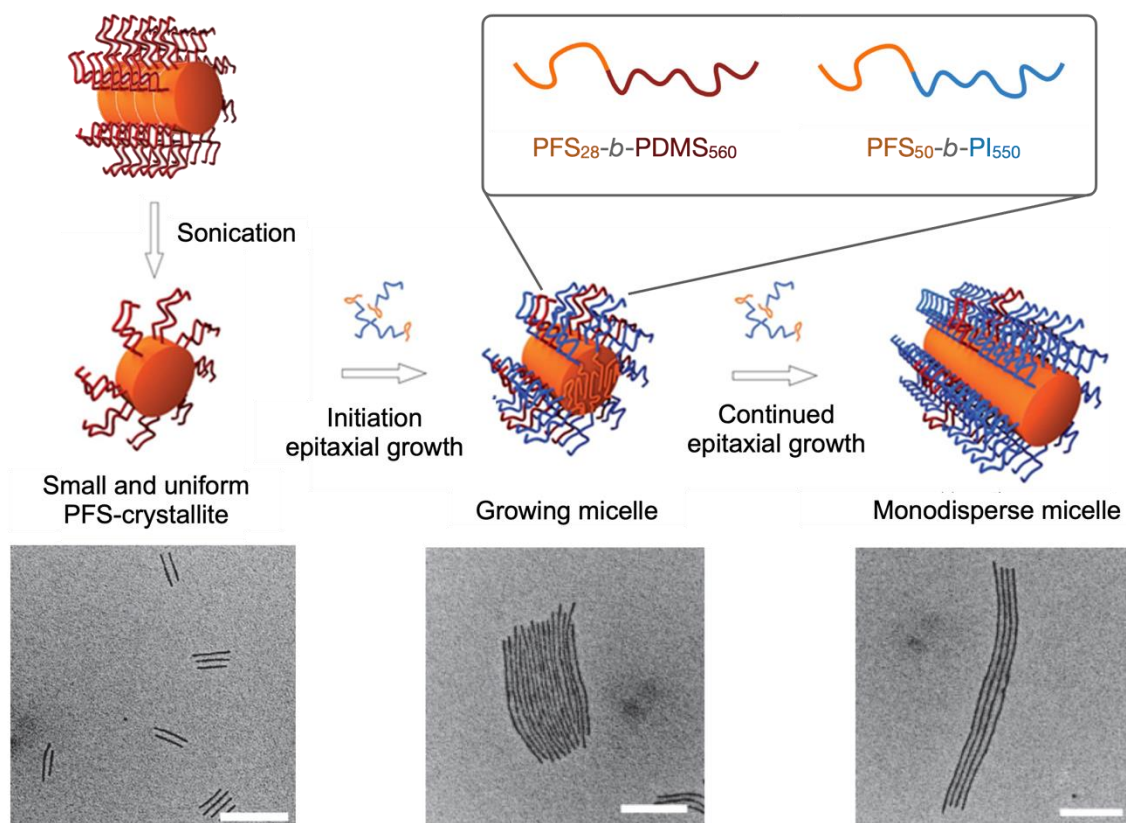 PFS₂₈-b-PDMS₅₆₀
PFS₅₀-b-PI₅₅₀
Sonication
Initiation
epitaxial growth
Continued
epitaxial growth
Small and uniform
PFS-crystallite
Growing micelle
Monodisperse micelle